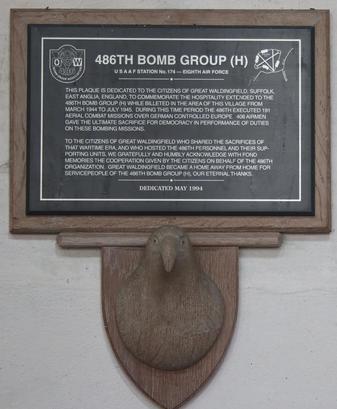 O W
486TH BOMB GROUP (H)
U S A A F STATION No. 174 — EIGHTH AIR FORCE
THIS PLAQUE IS DEDICATED TO THE CITIZENS OF GREAT WALDINGFIELD, SUFFOLK,
EAST ANGLIA, ENGLAND, TO COMMEMORATE THE HOSPITALITY EXTENDED TO THE
486TH BOMB GROUP (H) WHILE BILLETED IN THE AREA OF THIS VILLAGE FROM
MARCH 1944 TO JULY 1945. DURING THIS TIME PERIOD THE 486TH EXECUTED 191
AERIAL COMBAT MISSIONS OVER GERMAN CONTROLLED EUROPE. 406 AIRMEN
GAVE THE ULTIMATE SACRIFICE FOR DEMOCRACY IN PERFORMANCE OF DUTIES
ON THESE BOMBING MISSIONS.
TO THE CITIZENS OF GREAT WALDINGFIELD WHO SHARED THE SACRIFICES OF
THAT WARTIME ERA, AND WHO HOSTED THE 486TH PERSONNEL AND THEIR SUP-
PORTING UNITS, WE GRATEFULLY AND HUMBLY ACKNOWLEDGE WITH FOND
MEMORIES THE COOPERATION GIVEN BY THE CITIZENS ON BEHALF OF THE 486TH
ORGANIZATION. GREAT WALDINGFIELD BECAME A HOME AWAY FROM HOME FOR
SERVICEPEOPLE OF THE 486TH BOMB GROUP (H), OUR ETERNAL THANKS.
DEDICATED MAY 1994